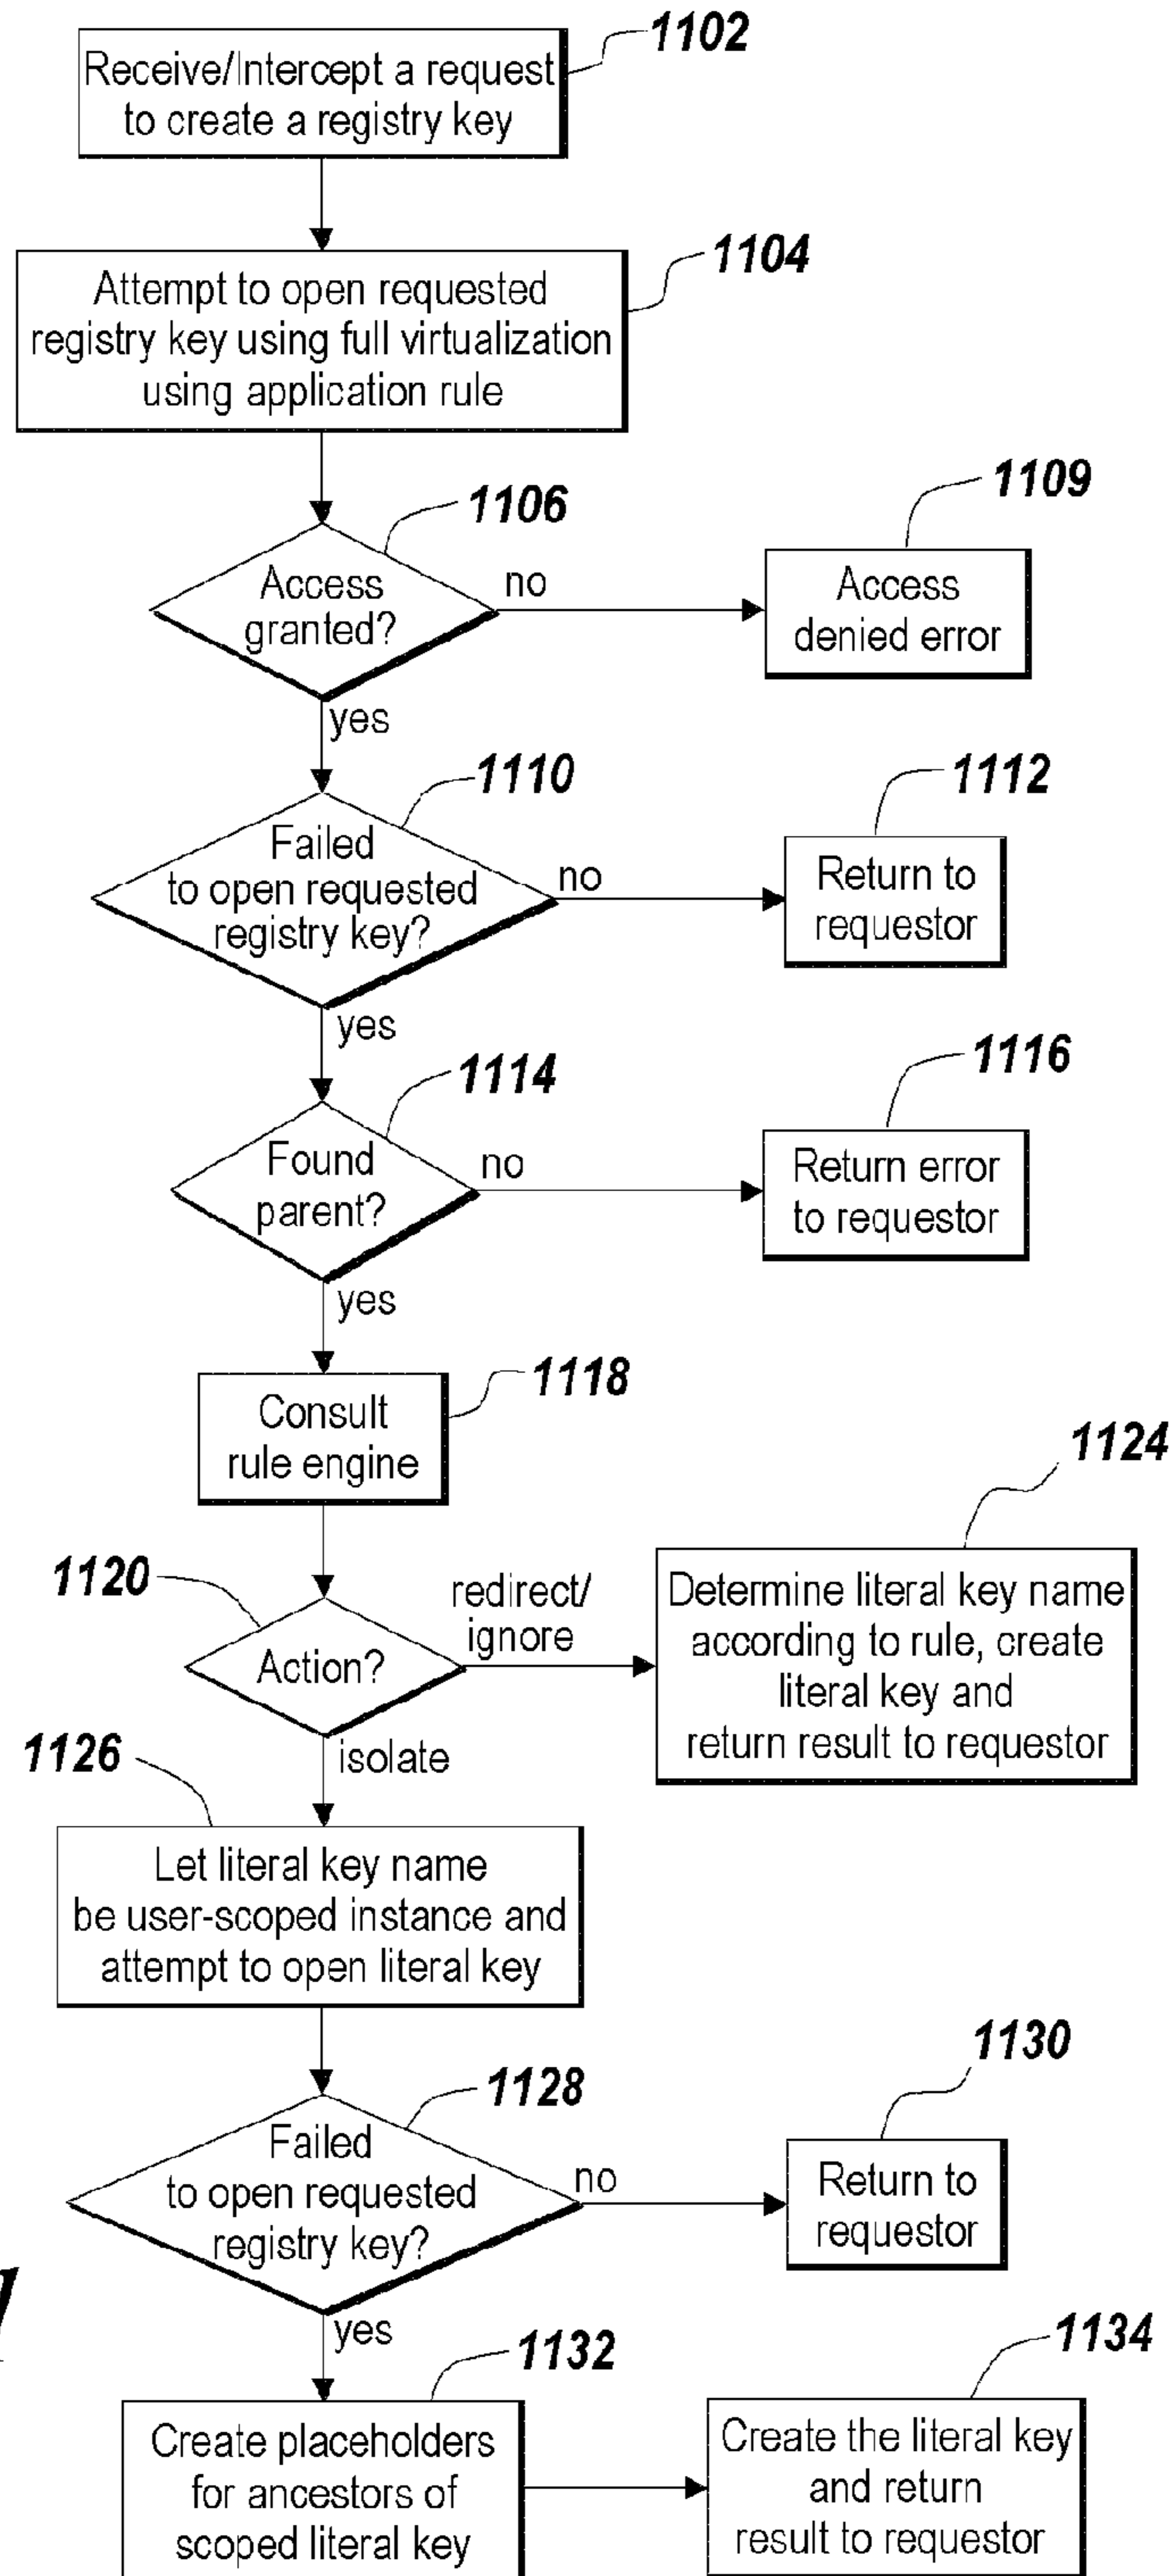 1102
Receive/Intercept a request
to create a registry key
1104
Attempt to open requested
registry key using full virtualization
using application rule
1106
Access
granted?
no
1109
Access
denied error
yes
1110
Failed
to open requested
registry key?
no
1112
Return to
requestor
yes
1114
Found
parent?
no
1116
Return error
to requestor
yes
1118
Consult
rule engine
1120
Action?
redirect/
ignore
1124
Determine literal key name
according to rule, create
literal key and
return result to requestor
isolate
1126
Let literal key name
be user-scoped instance and
attempt to open literal key
1128
Failed
to open requested
registry key?
no
1130
Return to
requestor
yes
1132
Create placeholders
for ancestors of
scoped literal key
1134
Create the literal key
and return
result to requestor